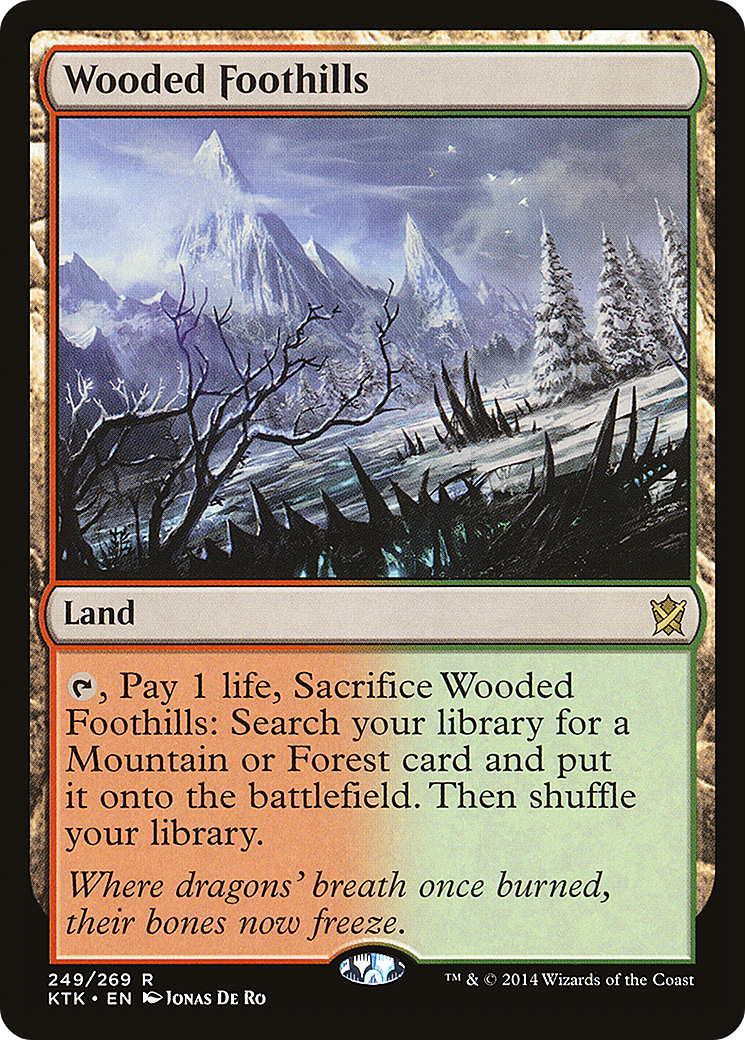 Wooded Foothills
Land
, Pay 1 life, Sacrifice Wooded
Foothills: Search your library for a
Mountain or Forest card and put
it onto the battlefield. Then shuffle
your library.
Where dragons’ breath once burned,
their bones now freeze.
249/269 R
KTK • EN Jonas De Ro
™ & © 2014 Wizards of the Coast